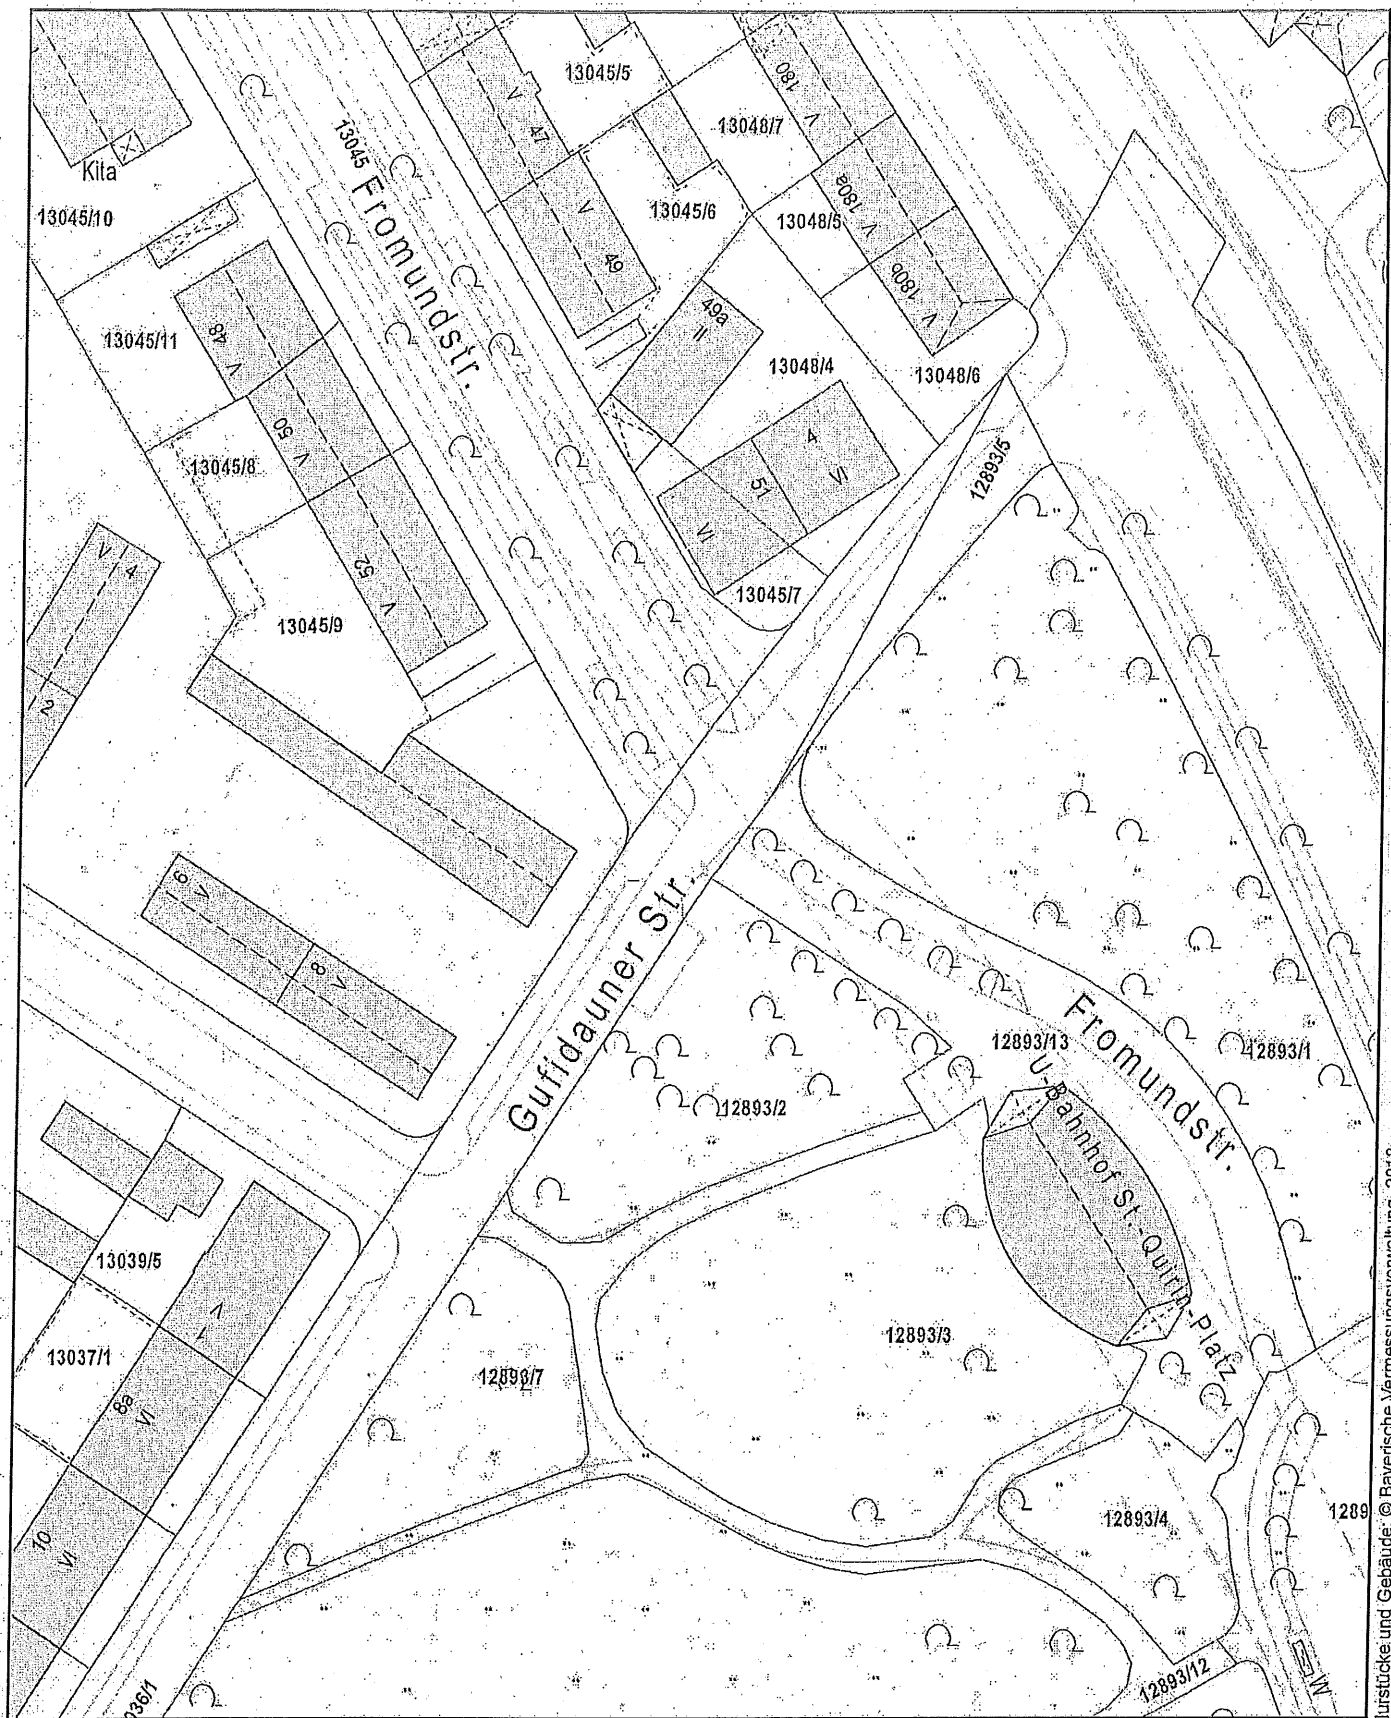 13045/5
180
V
V
47
13045
13048/7
Kita
V
180a
13045/10
13045/6
13048/5
V
Fromundstr.
49
180b
V
49a
II
13045/11
48
V
13048/4
13048/6
50
V
4
VI
13045/8
12893/5
51
VI
V
4
52
V
13045/7
13045/9
2
6
V
8
V
Gufidauner Str.
Fromundstr.
12893/13
12893/1
U-Bahnhof St.-Quirin-Platz
12893/2
13039/5
V
12893/3
13037/1
12893/7
8a
VI
12893/4
1289
10
VI
12893/12
036/1
M
lurstücke und Gebäude: © Bayerische Vermessungsverwaltung 2018